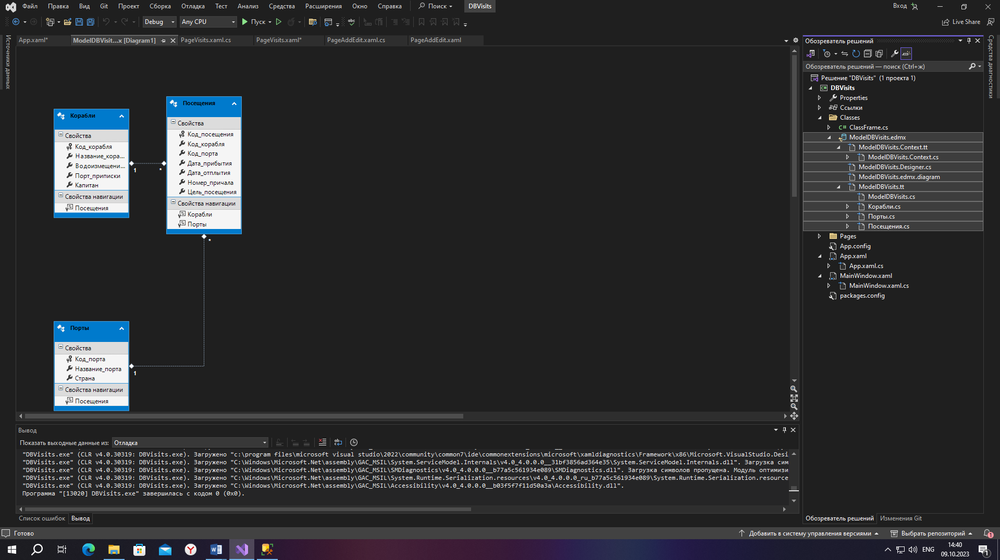 Файл Правка Вид Git Проект Сборка Отладка Тест Анализ Средства Расширения Окно Справка Поиск DBVisits Вход
Debug Any CPU Пуск Live Share
App.xaml* ModelDBVisit...x [Diagram1] PageVisits.xaml.cs PageVisits.xaml* PageAddEdit.xaml.cs PageAddEdit.xaml
Источники данных
Корабли
Свойства
Код_корабля
Название_кора...
Водоизмещени...
Порт_приписки
Капитан
Свойства навигации
Посещения
1 *
Посещения
Свойства
Код_посещения
Код_корабля
Код_порта
Дата_прибытия
Дата_отплытия
Номер_причала
Цель_посещения
Свойства навигации
Корабли
Порты
*
Порты
Свойства
Код_порта
Название_порта
Страна
Свойства навигации
Посещения
1
Обозреватель решений
Обозреватель решений — поиск (Ctrl+ж)
Решение "DBVisits" (1 проекта 1)
C# DBVisits
Properties
Ссылки
Classes
C# ClassFrame.cs
ModelDBVisits.edmx
ModelDBVisits.Context.tt
ModelDBVisits.Context.cs
ModelDBVisits.Designer.cs
ModelDBVisits.edmx.diagram
ModelDBVisits.tt
ModelDBVisits.cs
Корабли.cs
Порты.cs
Посещения.cs
Pages
App.config
App.xaml
App.xaml.cs
MainWindow.xaml
MainWindow.xaml.cs
packages.config
Средства диагностики
Вывод
Показать выходные данные из: Отладка
"DBVisits.exe" (CLR v4.0.30319: DBVisits.exe). Загружено "c:\program files\microsoft visual studio\2022\community\common7\ide\commonextensions\microsoft\xamldiagnostics\Framework\x86\Microsoft.VisualStudio.Desi
"DBVisits.exe" (CLR v4.0.30319: DBVisits.exe). Загружено "C:\Windows\Microsoft.Net\assembly\GAC_MSIL\System.ServiceModel.Internals\v4.0_4.0.0.0__31bf3856ad364e35\System.ServiceModel.Internals.dll". Загрузка сим
"DBVisits.exe" (CLR v4.0.30319: DBVisits.exe). Загружено "C:\Windows\Microsoft.Net\assembly\GAC_MSIL\SMDiagnostics\v4.0_4.0.0.0__b77a5c561934e089\SMDiagnostics.dll". Загрузка символов пропущена. Модуль оптимизи
"DBVisits.exe" (CLR v4.0.30319: DBVisits.exe). Загружено "C:\Windows\Microsoft.Net\assembly\GAC_MSIL\System.Runtime.Serialization.resources\v4.0_4.0.0.0_ru_b77a5c561934e089\System.Runtime.Serialization.resource
"DBVisits.exe" (CLR v4.0.30319: DBVisits.exe). Загружено "C:\Windows\Microsoft.Net\assembly\GAC_MSIL\Accessibility\v4.0_4.0.0.0__b03f5f7f11d50a3a\Accessibility.dll".
Программа "[13020] DBVisits.exe" завершилась с кодом 0 (0x0).
Список ошибок Вывод
Обозреватель решений Изменения Git
Готово Добавить в систему управления версиями Выбрать репозиторий 1
ENG 14:40
09.10.2023 1